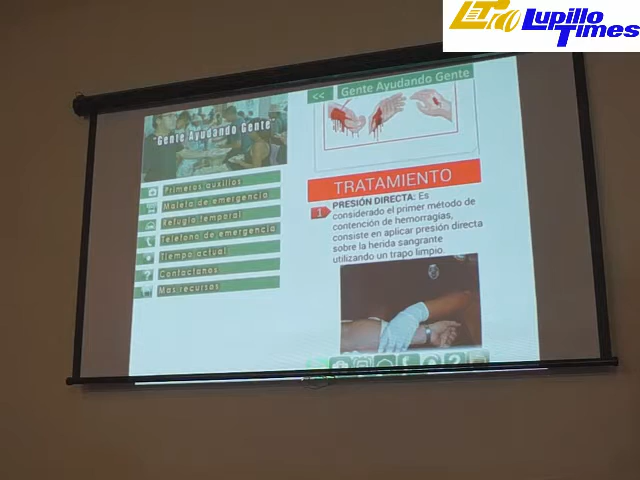 Lupillo
Times
"Gente Ayudando Gente"
Primeros auxilios
Maleta de emergencia
Refugio temporal
Telefono de emergencia
Tiempo actual
Contactanos
Mas recursos
<< Gente Ayudando Gente
TRATAMIENTO
1 PRESIÓN DIRECTA: Es
considerado el primer método de
contención de hemorragias,
consiste en aplicar presión directa
sobre la herida sangrante
utilizando un trapo limpio.